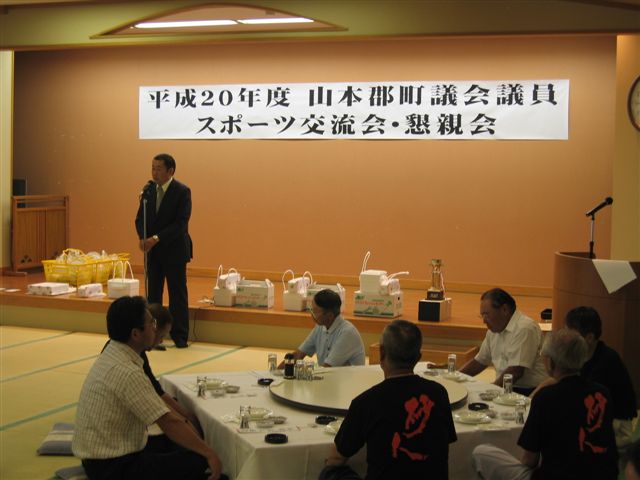 平成20年度 山本郡町議会議員
スポーツ交流会・懇親会